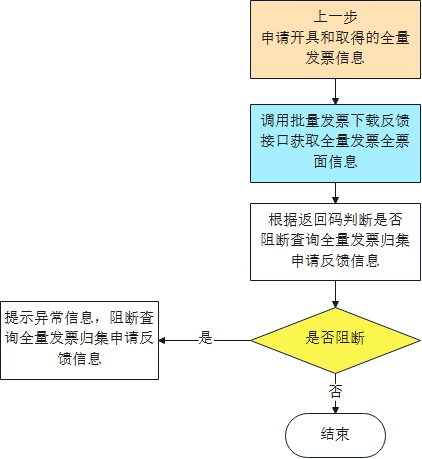 上一步
申请开具和取得的全量
发票信息
调用批量发票下载反馈
接口获取全量发票全票
面信息
根据返回码判断是否
阻断查询全量发票归集
申请反馈信息
是否阻断
是
提示异常信息，阻断查
询全量发票归集申请反
馈信息
否
结束